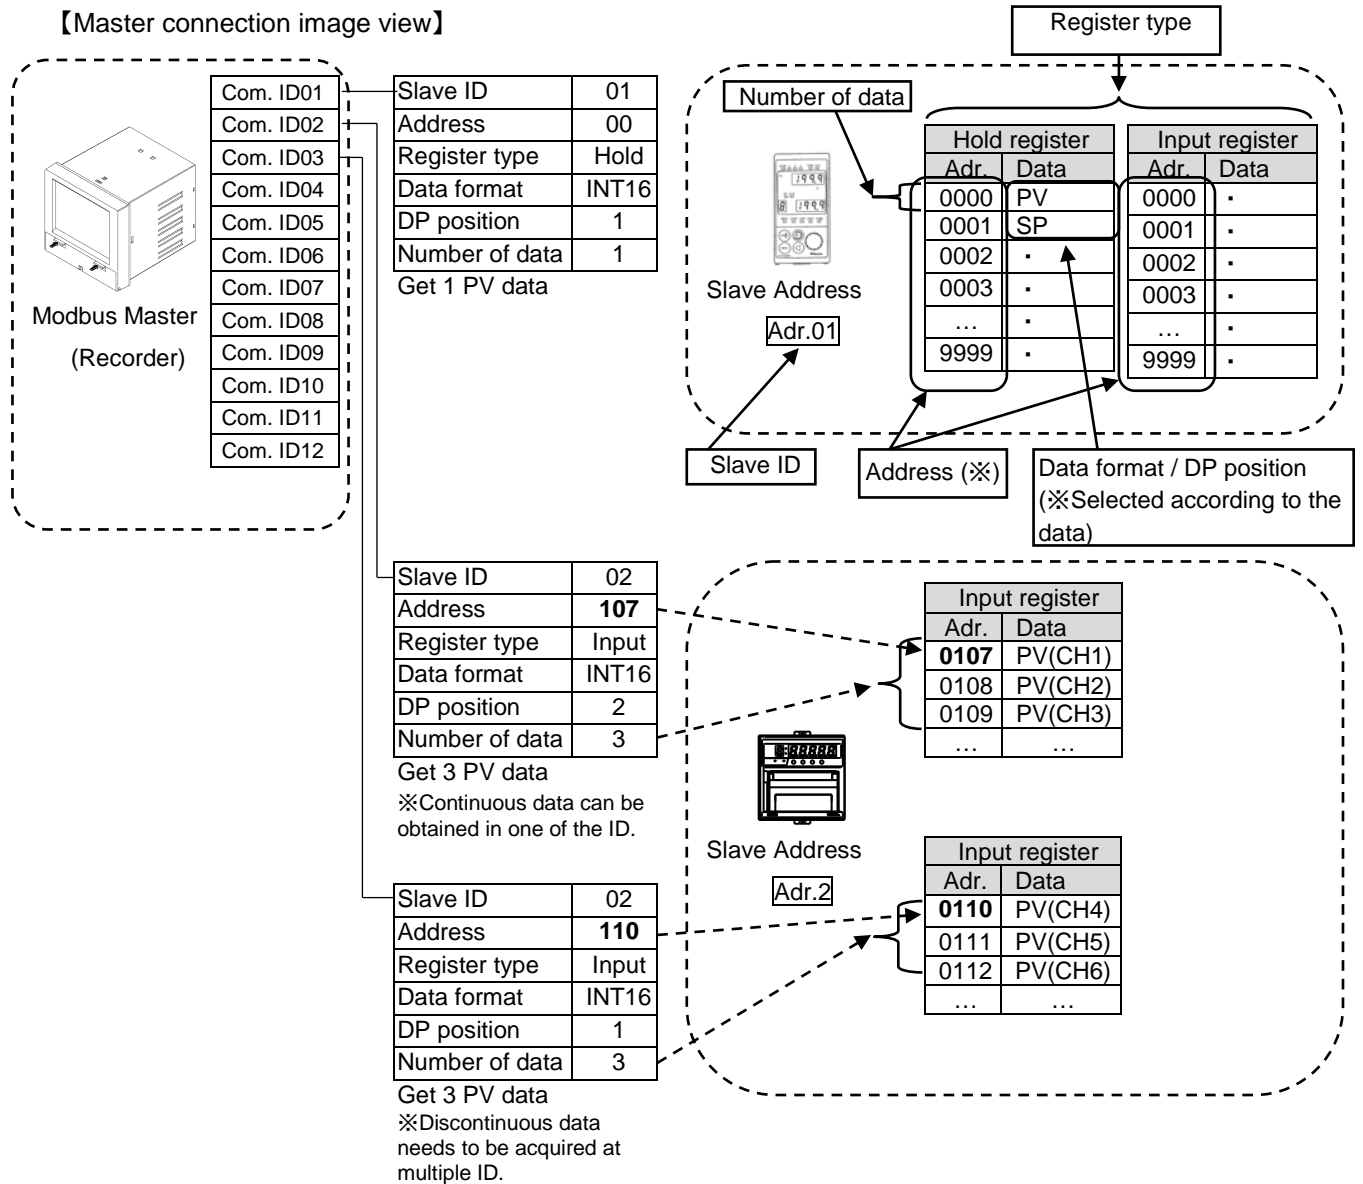 【Master connection image view】
Register type
Com. ID01
Com. ID02
Com. ID03
Com. ID04
Com. ID05
Com. ID06
Com. ID07
Com. ID08
Com. ID09
Com. ID10
Com. ID11
Com. ID12
Modbus Master
(Recorder)
Slave ID 01
Address 00
Register type Hold
Data format INT16
DP position 1
Number of data 1
Get 1 PV data
Number of data
Hold register
Adr. Data
0000 PV
0001 SP
0002 ・
0003 ・
… ・
9999 ・
Input register
Adr. Data
0000 ・
0001 ・
0002 ・
0003 ・
… ・
9999 ・
Slave Address
Adr.01
Slave ID
Address (※)
Data format / DP position
(※Selected according to the
data)
Slave ID 02
Address 107
Register type Input
Data format INT16
DP position 2
Number of data 3
Get 3 PV data
※Continuous data can be
obtained in one of the ID.
Input register
Adr. Data
0107 PV(CH1)
0108 PV(CH2)
0109 PV(CH3)
… …
Slave Address
Adr.2
Slave ID 02
Address 110
Register type Input
Data format INT16
DP position 1
Number of data 3
Get 3 PV data
※Discontinuous data
needs to be acquired at
multiple ID.
Input register
Adr. Data
0110 PV(CH4)
0111 PV(CH5)
0112 PV(CH6)
… …